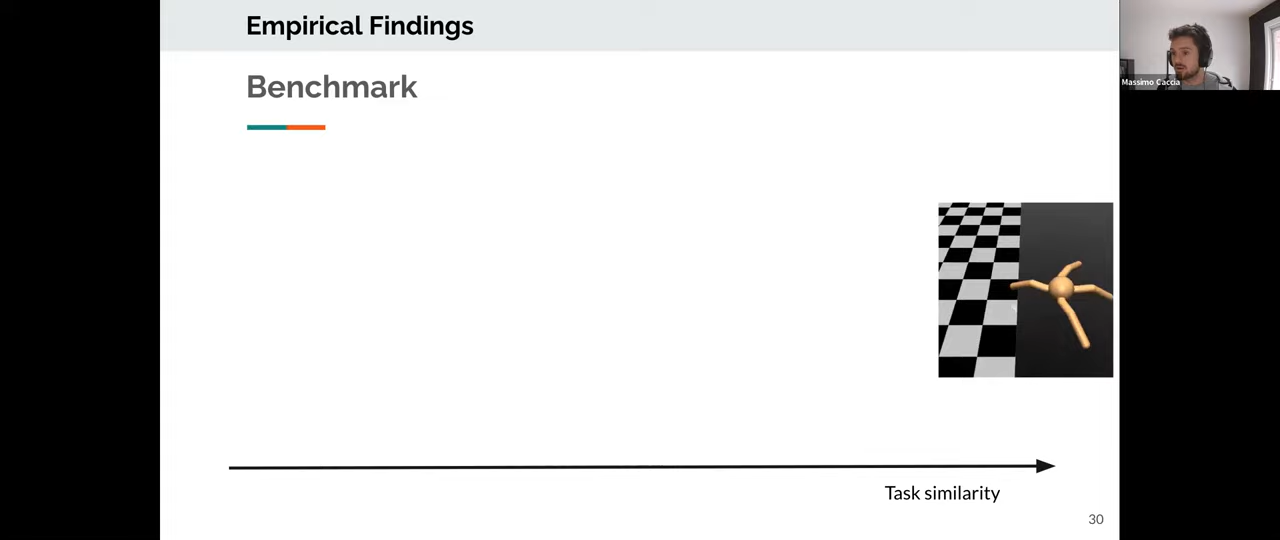 Empirical Findings
Benchmark
Massimo Caccia
Task similarity
30